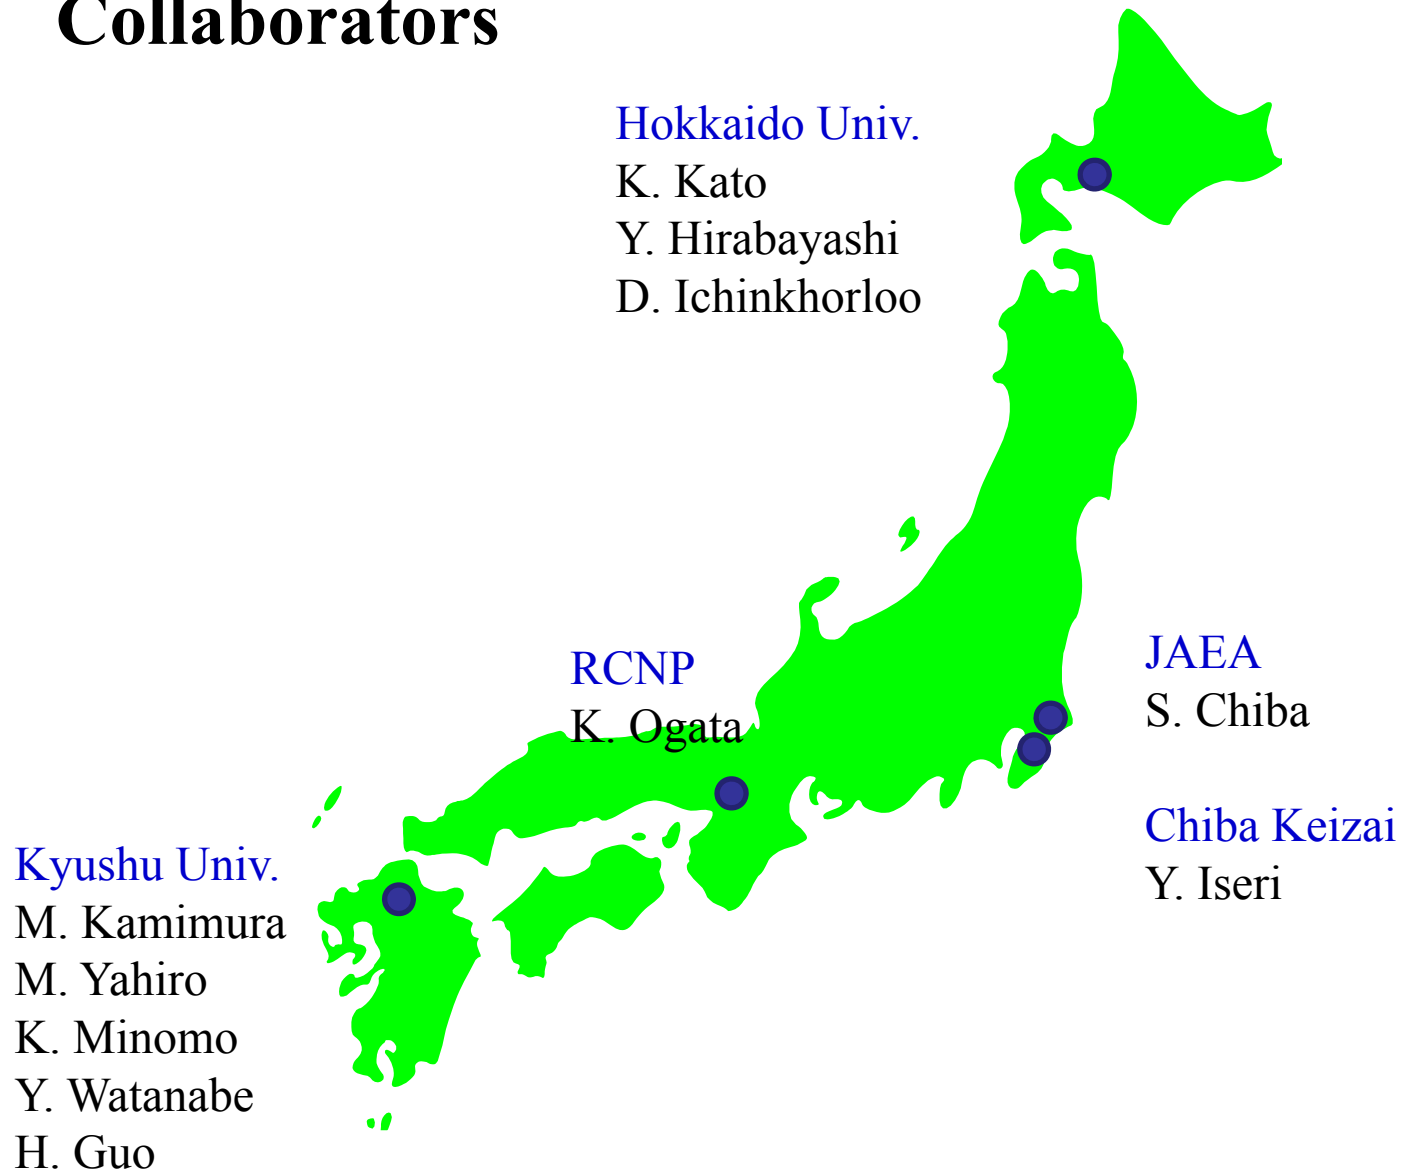 Collaborators
Hokkaido Univ.
K. Kato
Y. Hirabayashi
D. Ichinkhorloo
RCNP
K. Ogata
JAEA
S. Chiba
Chiba Keizai
Y. Iseri
Kyushu Univ.
M. Kamimura
M. Yahiro
K. Minomo
Y. Watanabe
H. Guo